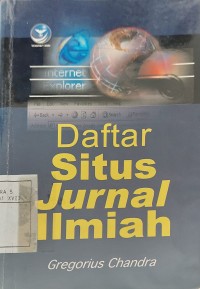 internet
explorer
Daftar
Situs
Jurnal
Ilmiah
Gregorius Chandra